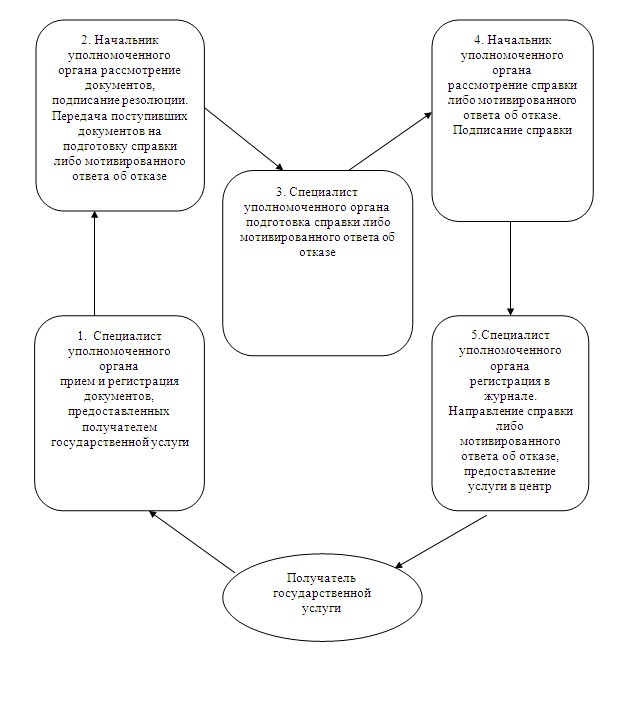 2. Начальник
уполномоченного
органа рассмотрение
документов,
подписание резолюции.
Передача поступивших
документов на
подготовку справки
либо мотивированного
ответа об отказе
4. Начальник
уполномоченного
органа
рассмотрение справки
либо мотивированного
ответа об отказе.
Подписание справки
3. Специалист
уполномоченного органа
подготовка справки либо
мотивированного ответа об
отказе
1. Специалист
уполномоченного
органа
прием и регистрация
документов,
предоставленных
получателем
государственной услуги
5.Специалист
уполномоченного
органа
регистрация в
журнале.
Направление справки
либо
мотивированного
ответа об отказе,
предоставление
услуги в центр
Получатель
государственной
услуги